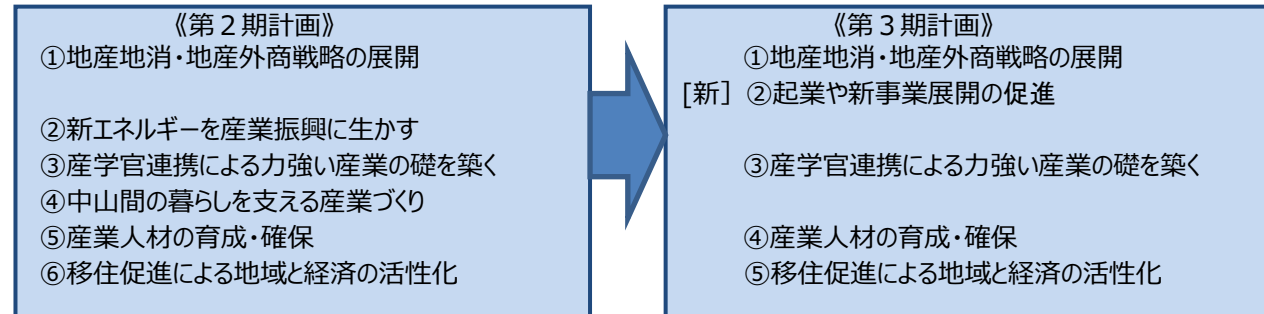 《第２期計画》
①地産地消・地産外商戦略の展開
②新エネルギーを産業振興に生かす
③産学官連携による力強い産業の礎を築く
④中山間の暮らしを支える産業づくり
⑤産業人材の育成・確保
⑥移住促進による地域と経済の活性化
《第３期計画》
①地産地消・地産外商戦略の展開
[新］②起業や新事業展開の促進
③産学官連携による力強い産業の礎を築く
④産業人材の育成・確保
⑤移住促進による地域と経済の活性化